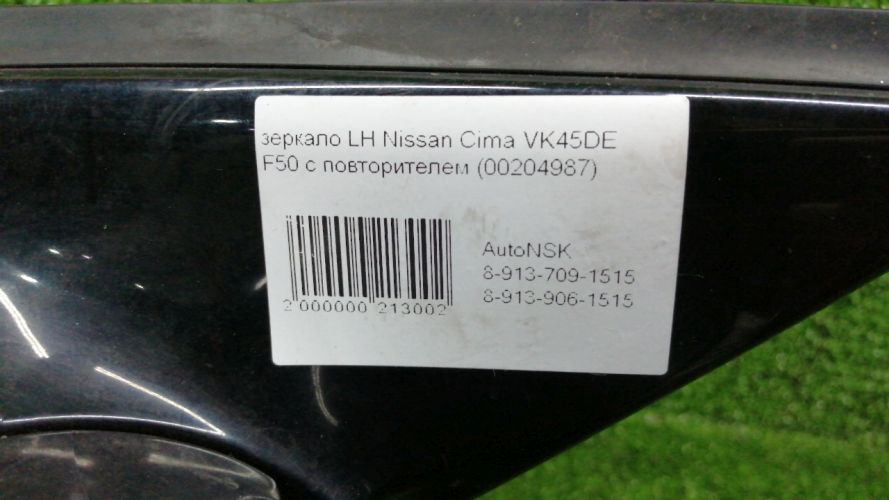 зеркало LH Nissan Cima VK45DE
F50 с повторителем (00204987)
AutoNSK
8-913-709-1515
8-913-906-1515
2 000000 213002